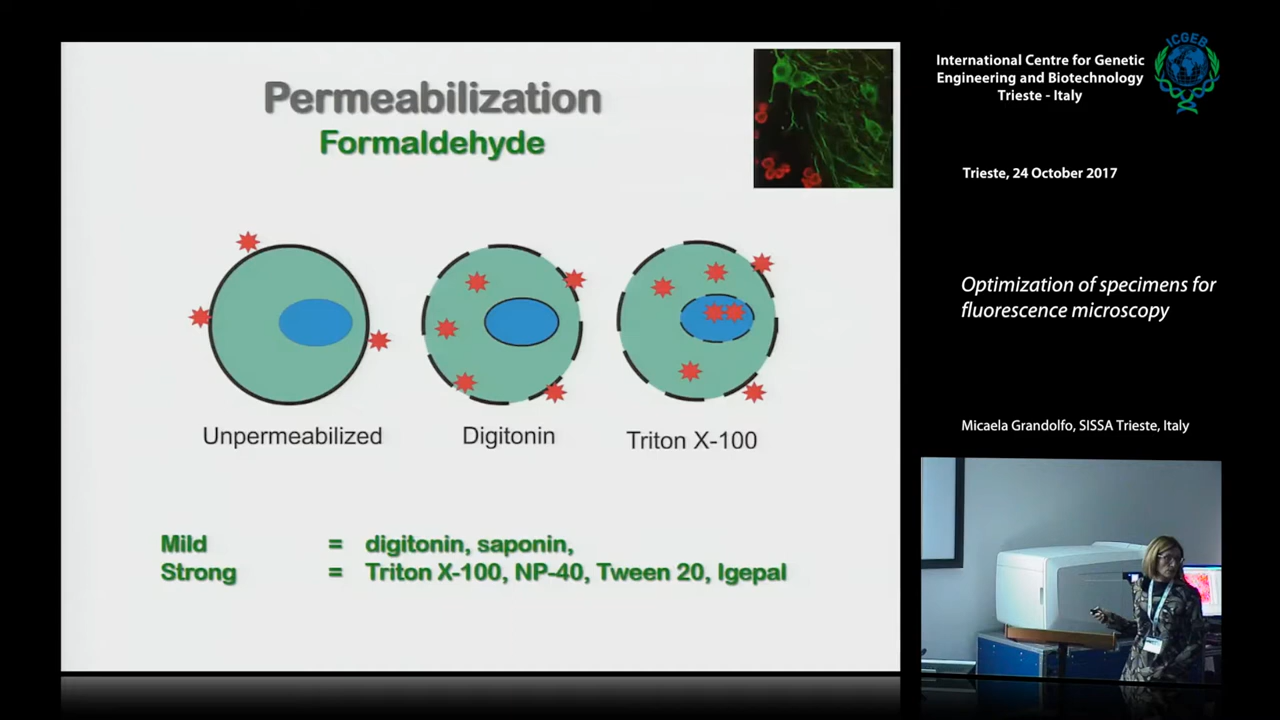 Permeabilization
Formaldehyde
Unpermeabilized
Digitonin
Triton X-100
Mild = digitonin, saponin,
Strong = Triton X-100, NP-40, Tween 20, Igepal
International Centre for Genetic
Engineering and Biotechnology
Trieste - Italy
ICGEB
Trieste, 24 October 2017
Optimization of specimens for
fluorescence microscopy
Micaela Grandolfo, SISSA Trieste, Italy